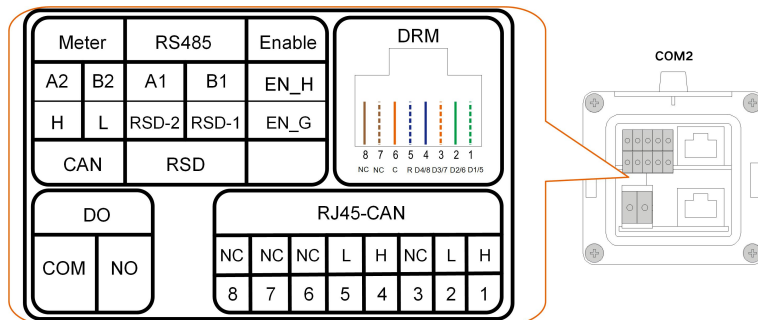 Meter RS485 Enable
A2 B2 A1 B1 EN_H
H L RSD-2 RSD-1 EN_G
CAN RSD
DRM
8 7 6 5 4 3 2 1
NC NC C R D4/8 D3/7 D2/6 D1/5
DO
COM NO
RJ45-CAN
NC NC NC L H NC L H
8 7 6 5 4 3 2 1
COM2